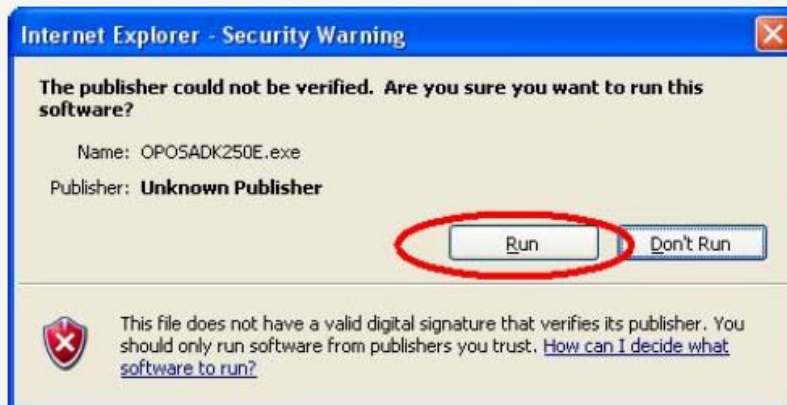 Internet Explorer - Security Warning
The publisher could not be verified. Are you sure you want to run this
software?
Name: OPOSADK250E.exe
Publisher: Unknown Publisher
Run Don't Run
This file does not have a valid digital signature that verifies its publisher. You
should only run software from publishers you trust. How can I decide what
software to run?